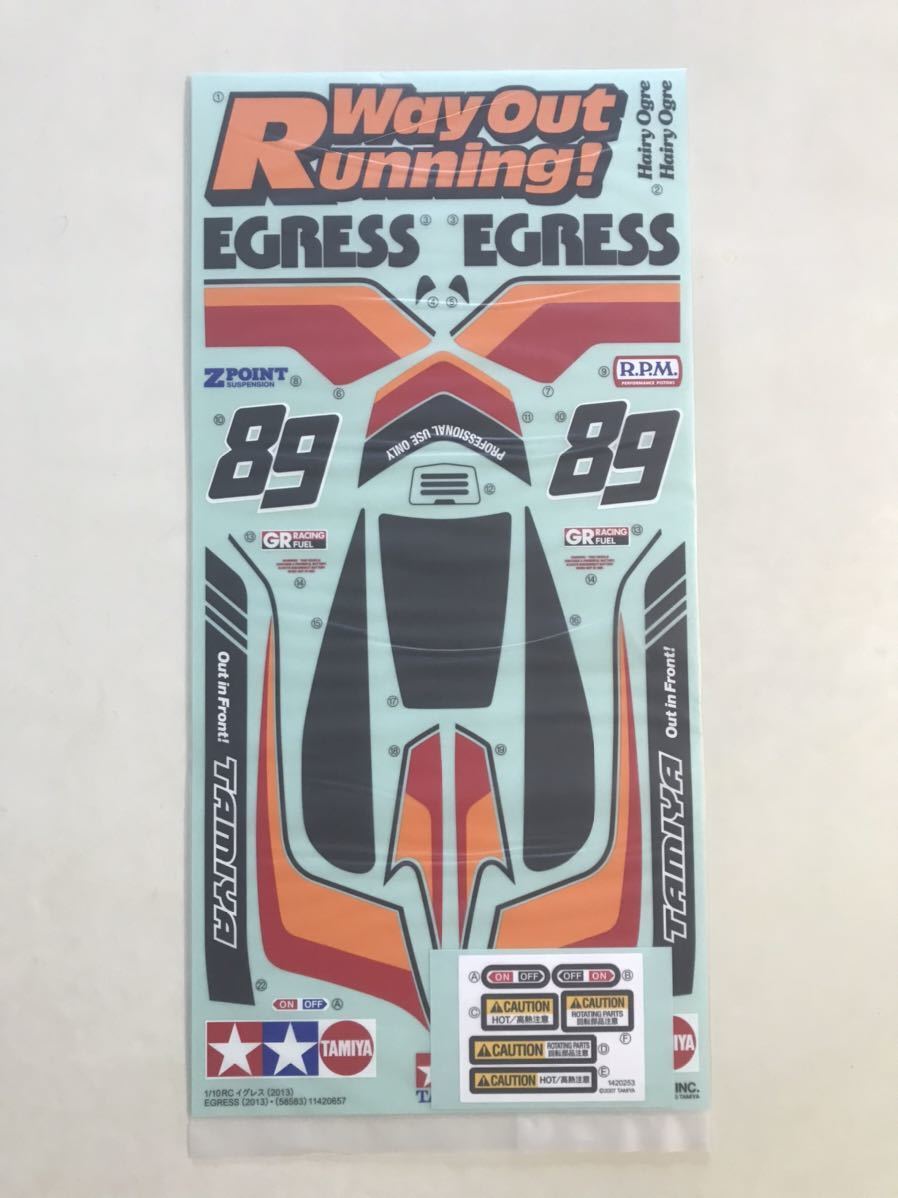 ①
Way Out
Running!
Hairy Ogre
Hairy Ogre
②
EGRESS ③ ③ EGRESS
④ ⑤
Z POINT
SUSPENSION
⑧
⑥
⑨
R.P.M.
PERFORMANCE PISTONS
⑦
⑩ 89
⑪ ⑩
89
PROFESSIONAL USE ONLY
⑫
⑬ GR RACING
FUEL
GR RACING
FUEL ⑬
⑭
⑭
⑮
⑯
Out in Front!
TAMIYA
Out in Front!
TAMIYA
⑰
⑱ ⑲
㉒
ON OFF Ⓐ
TAMIYA
1/10RC イグレス (2013)
EGRESS (2013)・(58583) 11420657
Ⓐ ON OFF OFF ON Ⓑ
Ⓒ CAUTION
HOT/高熱注意
CAUTION
ROTATING PARTS
回転部品注意
Ⓕ
CAUTION ROTATING PARTS
回転部品注意 Ⓓ
Ⓔ
CAUTION HOT/高熱注意
1420253
©2007 TAMIYA
INC.
TAMIYA